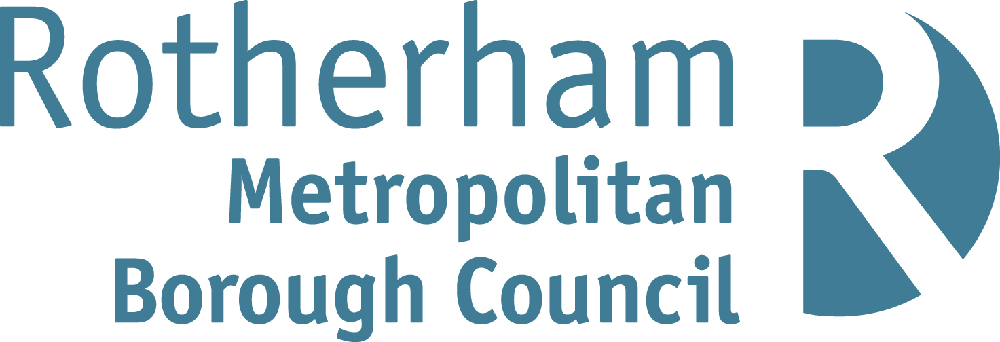 Rotherham
Metropolitan
Borough Council
R